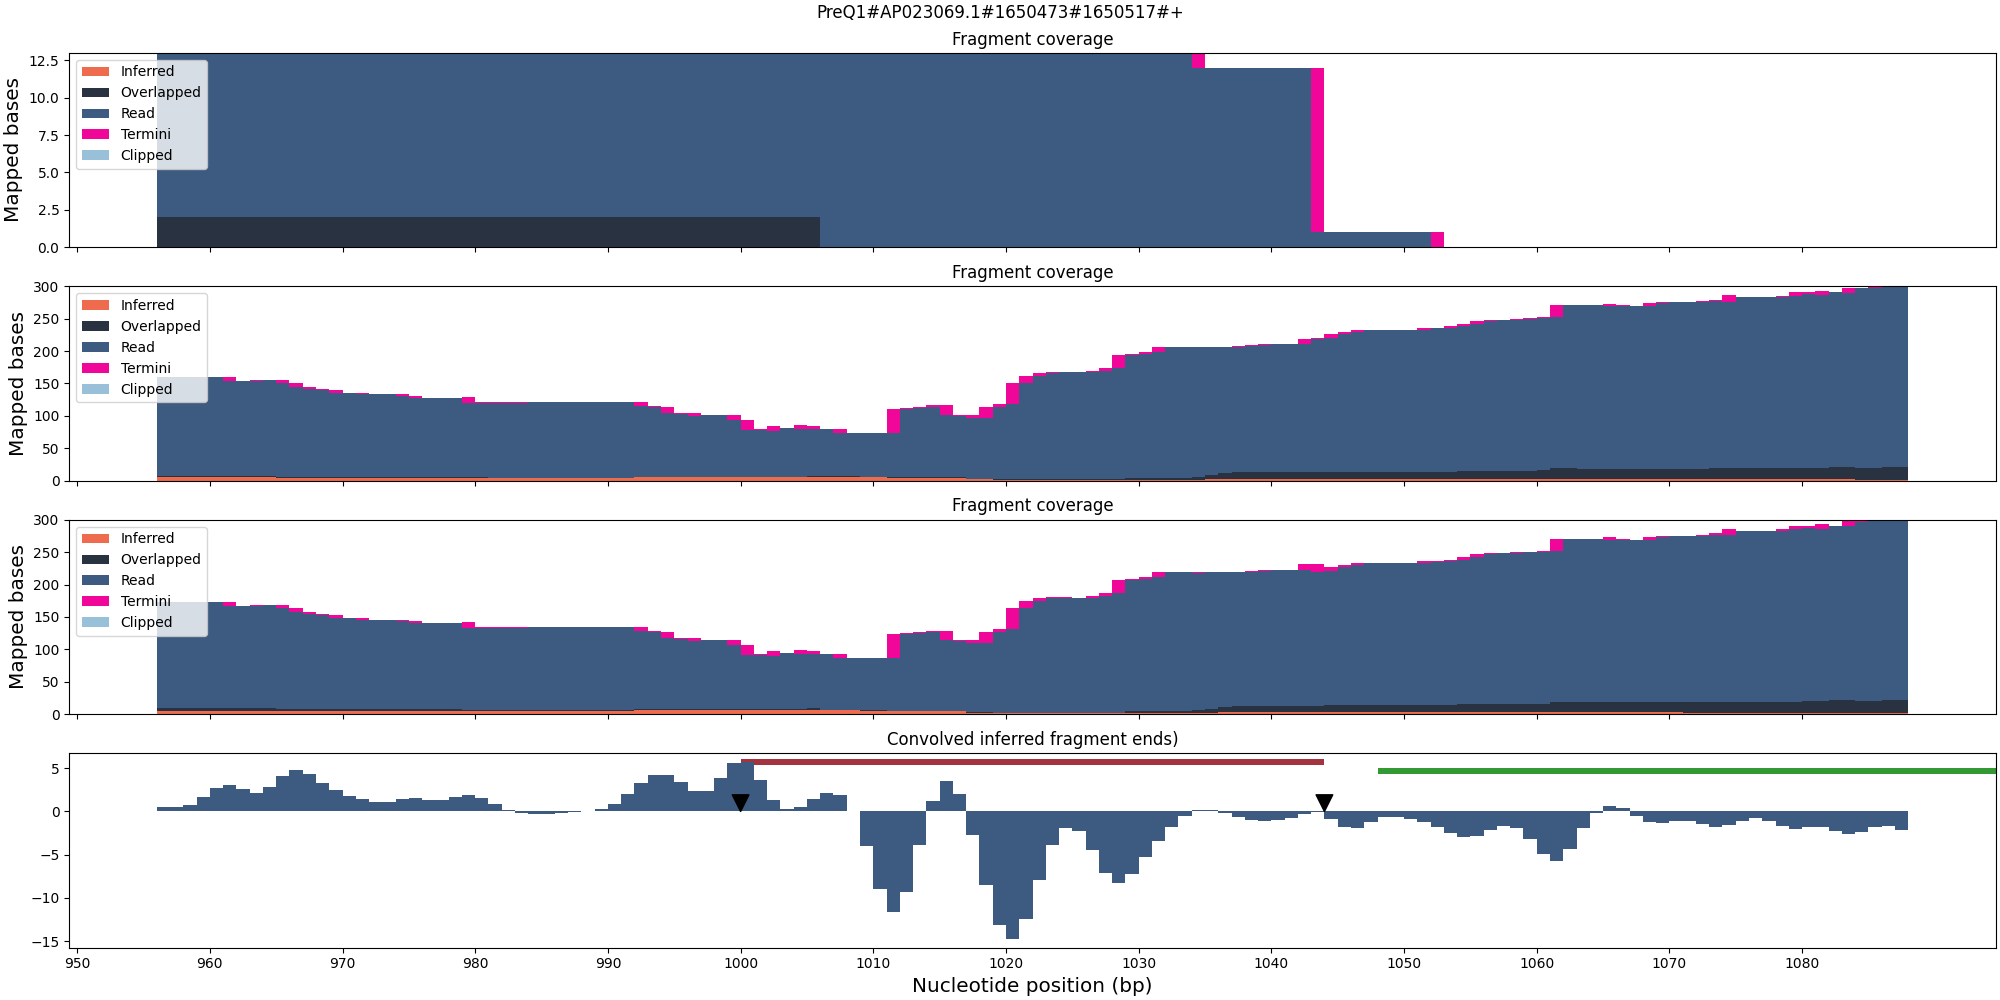 PreQ1#AP023069.1#1650473#1650517#+
Fragment coverage
Mapped bases
12.5
10.0
7.5
5.0
2.5
0.0
Inferred
Overlapped
Read
Termini
Clipped
Fragment coverage
Mapped bases
300
250
200
150
100
50
0
Inferred
Overlapped
Read
Termini
Clipped
Fragment coverage
Mapped bases
300
250
200
150
100
50
0
Inferred
Overlapped
Read
Termini
Clipped
Convolved inferred fragment ends)
5
0
−5
−10
−15
950 960 970 980 990 1000 1010 1020 1030 1040 1050 1060 1070 1080
Nucleotide position (bp)